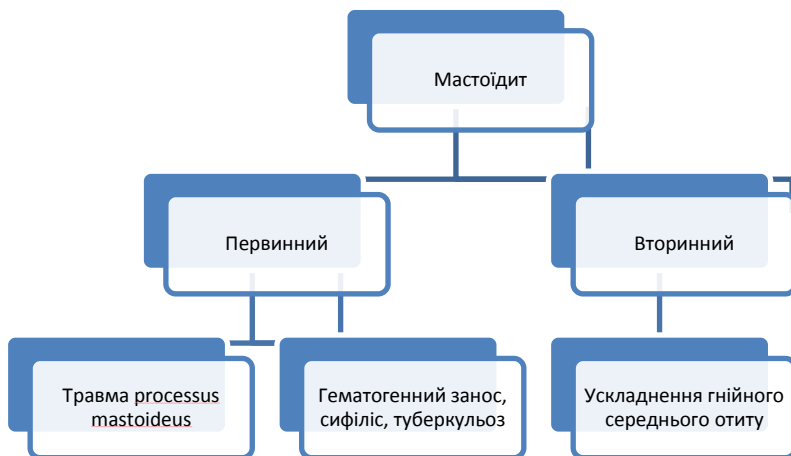 Мастоїдит
Первинний
Вторинний
Травма processus
mastoideus
Гематогенний занос,
сифіліс, туберкульоз
Ускладнення гнійного
середнього отиту